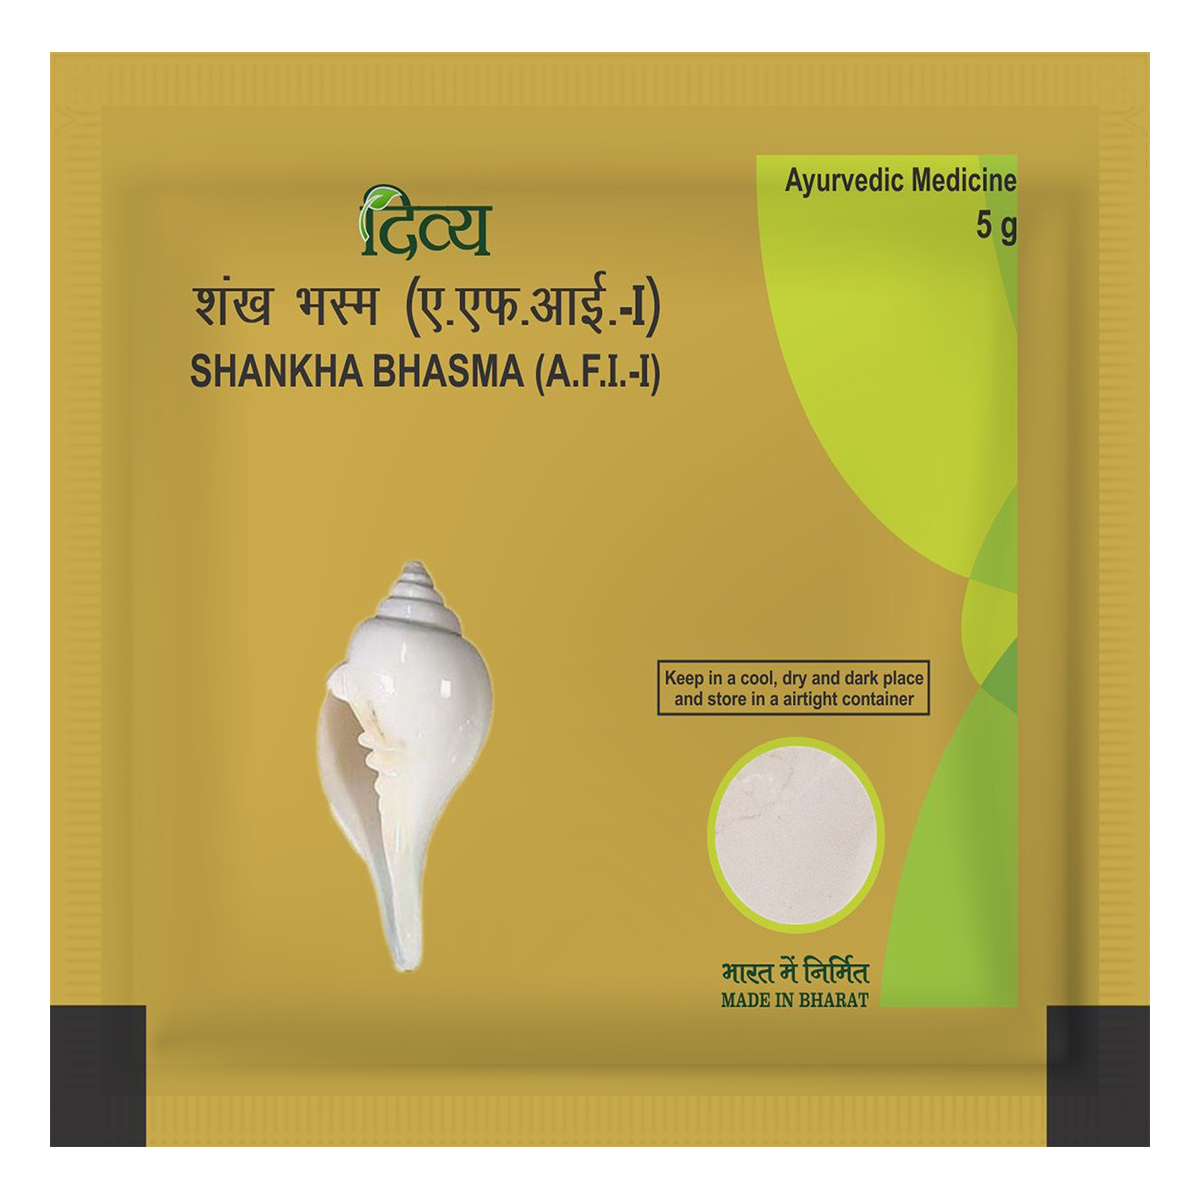 दिव्य
शंख भस्म (ए.एफ.आई.-I)
SHANKHA BHASMA (A.F.I.-I)
Ayurvedic Medicine
5 g
Keep in a cool, dry and dark place
and store in a airtight container
भारत में निर्मित
MADE IN BHARAT